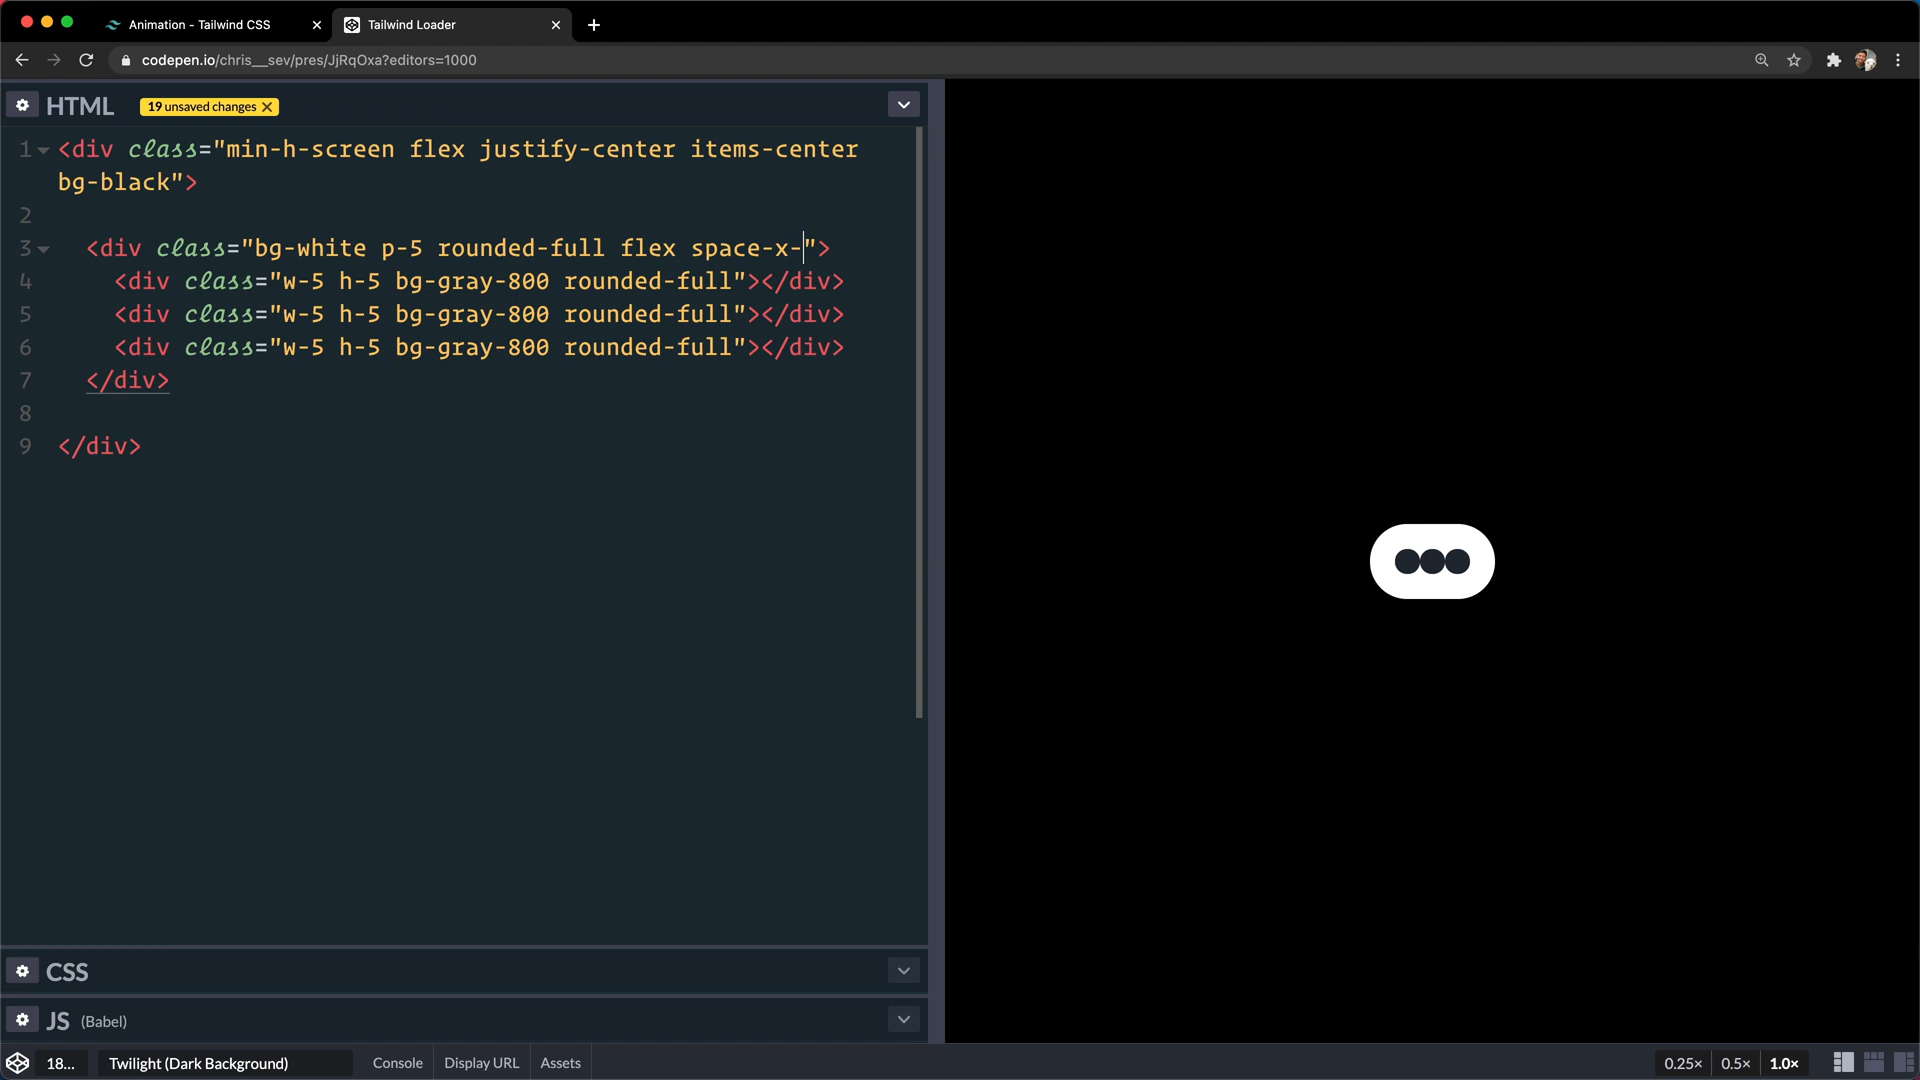 Animation - Tailwind CSS
Tailwind Loader
codepen.io/chris__sev/pres/JjRqOxa?editors=1000
HTML 19 unsaved changes
1 <div class="min-h-screen flex justify-center items-center
bg-black">
2
3 <div class="bg-white p-5 rounded-full flex space-x-">
4 <div class="w-5 h-5 bg-gray-800 rounded-full"></div>
5 <div class="w-5 h-5 bg-gray-800 rounded-full"></div>
6 <div class="w-5 h-5 bg-gray-800 rounded-full"></div>
7 </div>
8
9 </div>
CSS
JS (Babel)
18... Twilight (Dark Background) Console Display URL Assets 0.25× 0.5× 1.0×